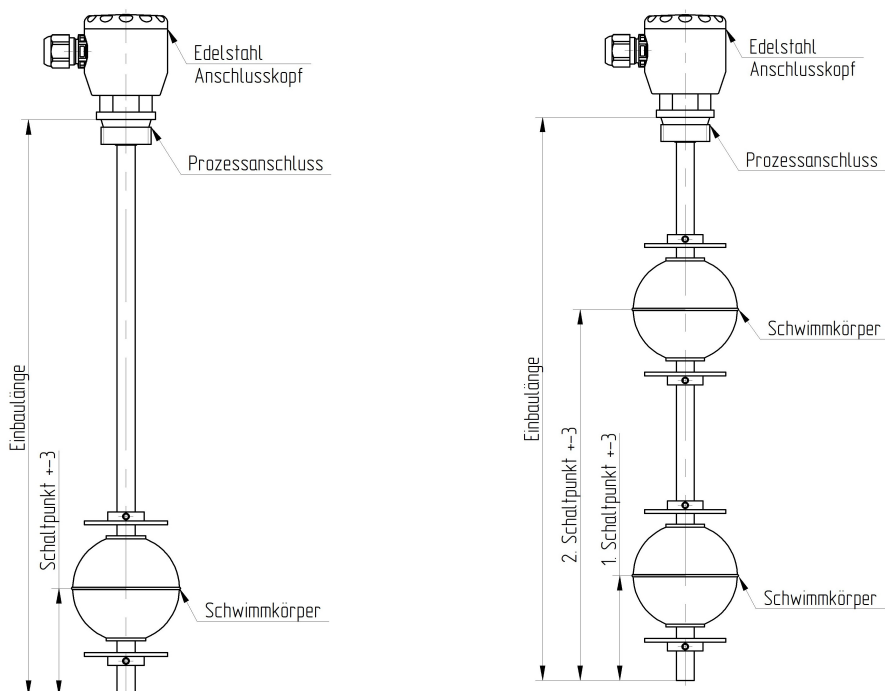 Edelstahl
Anschlusskopf
Prozessanschluss
Einbaulänge
Schaltpunkt +-3
Schwimmkörper
Edelstahl
Anschlusskopf
Prozessanschluss
Schwimmkörper
Einbaulänge
2. Schaltpunkt +-3
1. Schaltpunkt +-3
Schwimmkörper